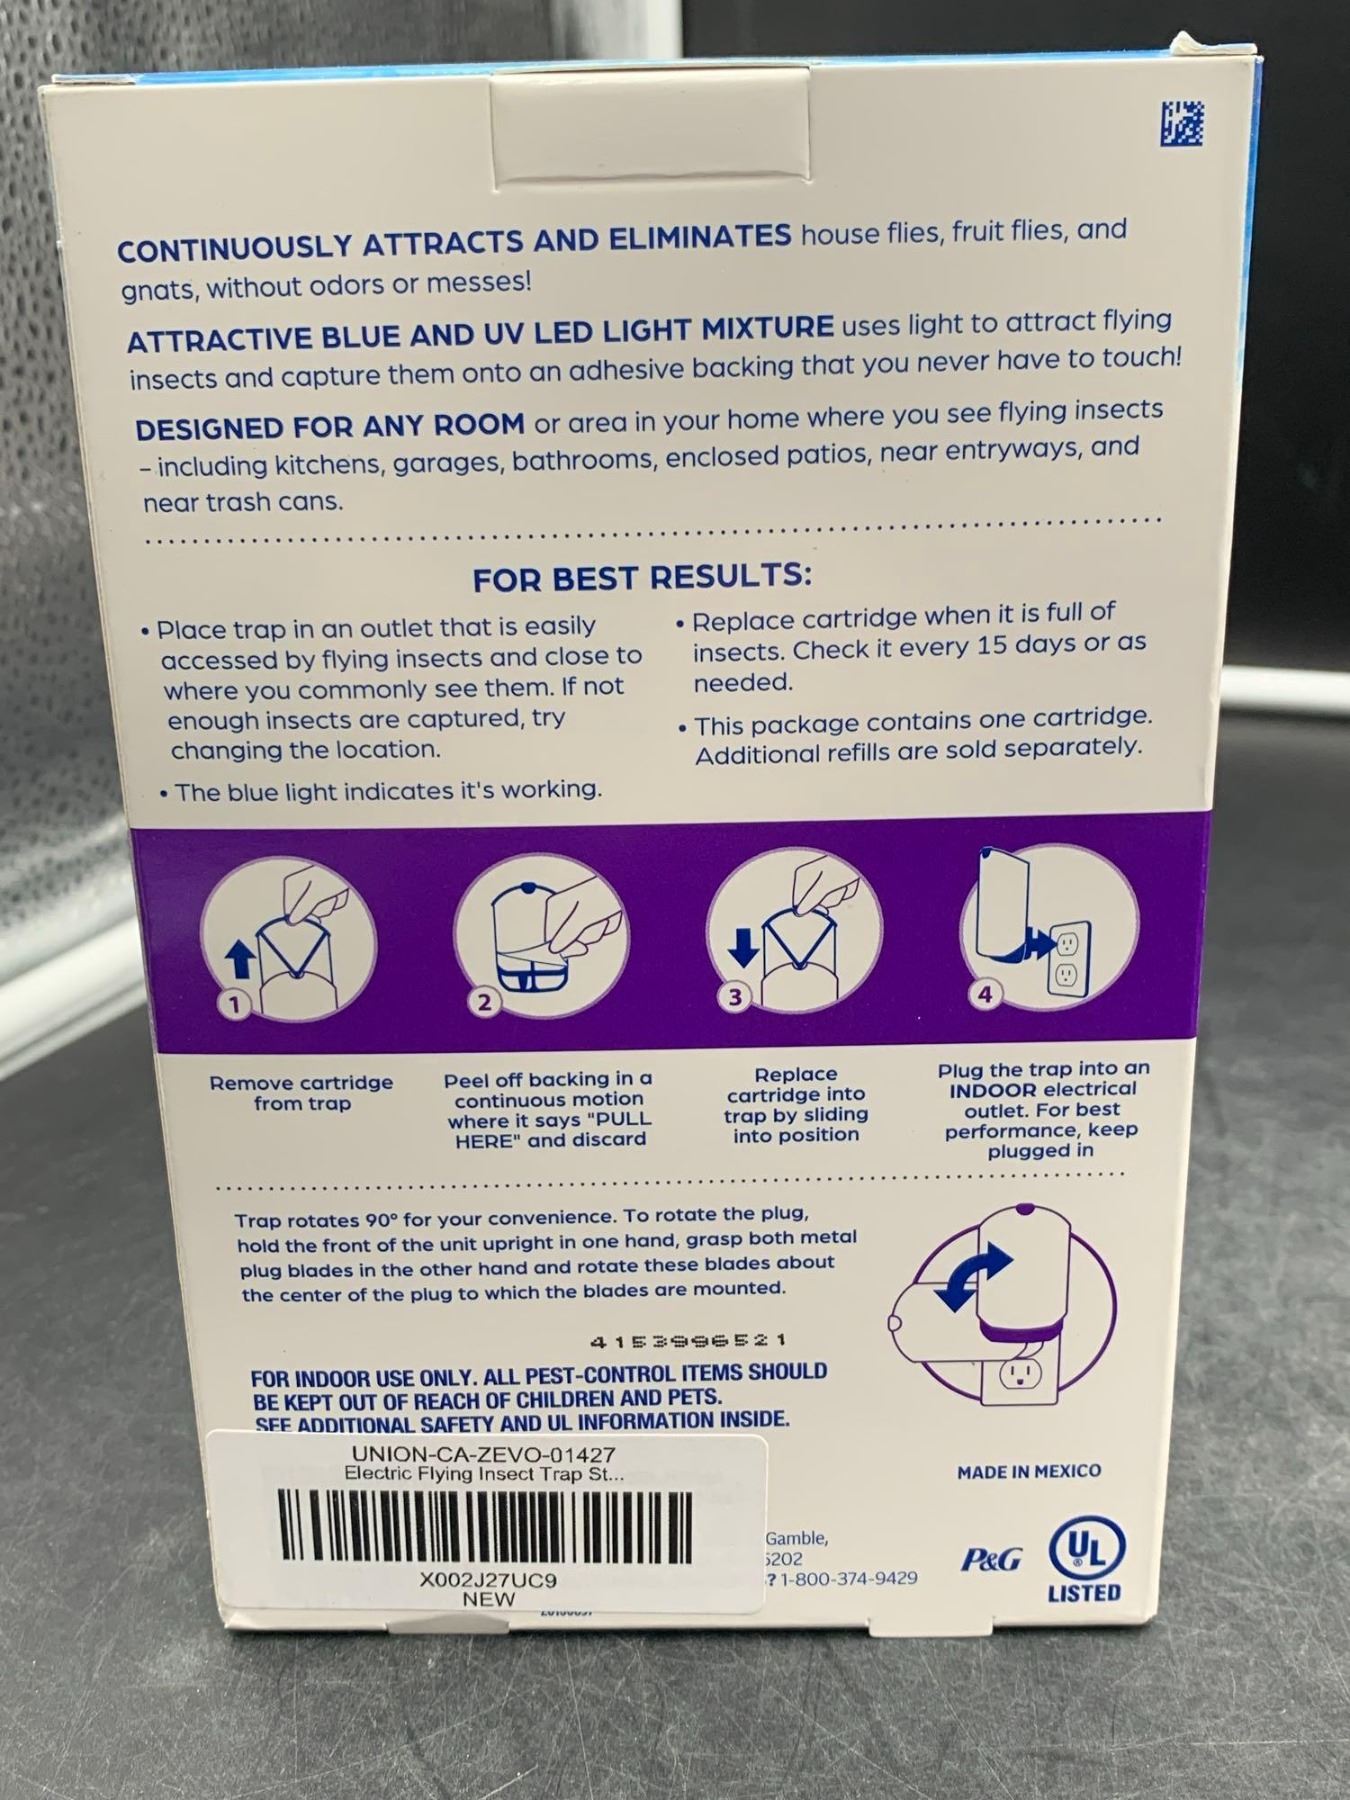 CONTINUOUSLY ATTRACTS AND ELIMINATES house flies, fruit flies, and
gnats, without odors or messes!
ATTRACTIVE BLUE AND UV LED LIGHT MIXTURE uses light to attract flying
insects and capture them onto an adhesive backing that you never have to touch!
DESIGNED FOR ANY ROOM or area in your home where you see flying insects
– including kitchens, garages, bathrooms, enclosed patios, near entryways, and
near trash cans.
FOR BEST RESULTS:
• Place trap in an outlet that is easily
accessed by flying insects and close to
where you commonly see them. If not
enough insects are captured, try
changing the location.
• The blue light indicates it's working.
• Replace cartridge when it is full of
insects. Check it every 15 days or as
needed.
• This package contains one cartridge.
Additional refills are sold separately.
1
2
3
4
Remove cartridge
from trap
Peel off backing in a
continuous motion
where it says "PULL
HERE" and discard
Replace
cartridge into
trap by sliding
into position
Plug the trap into an
INDOOR electrical
outlet. For best
performance, keep
plugged in
Trap rotates 90° for your convenience. To rotate the plug,
hold the front of the unit upright in one hand, grasp both metal
plug blades in the other hand and rotate these blades about
the center of the plug to which the blades are mounted.
4153996521
FOR INDOOR USE ONLY. ALL PEST-CONTROL ITEMS SHOULD
BE KEPT OUT OF REACH OF CHILDREN AND PETS.
SEE ADDITIONAL SAFETY AND UL INFORMATION INSIDE.
UNION-CA-ZEVO-01427
Electric Flying Insect Trap St...
X002J27UC9
NEW
Gamble,
5202
? 1-800-374-9429
MADE IN MEXICO
P&G
UL
®
LISTED